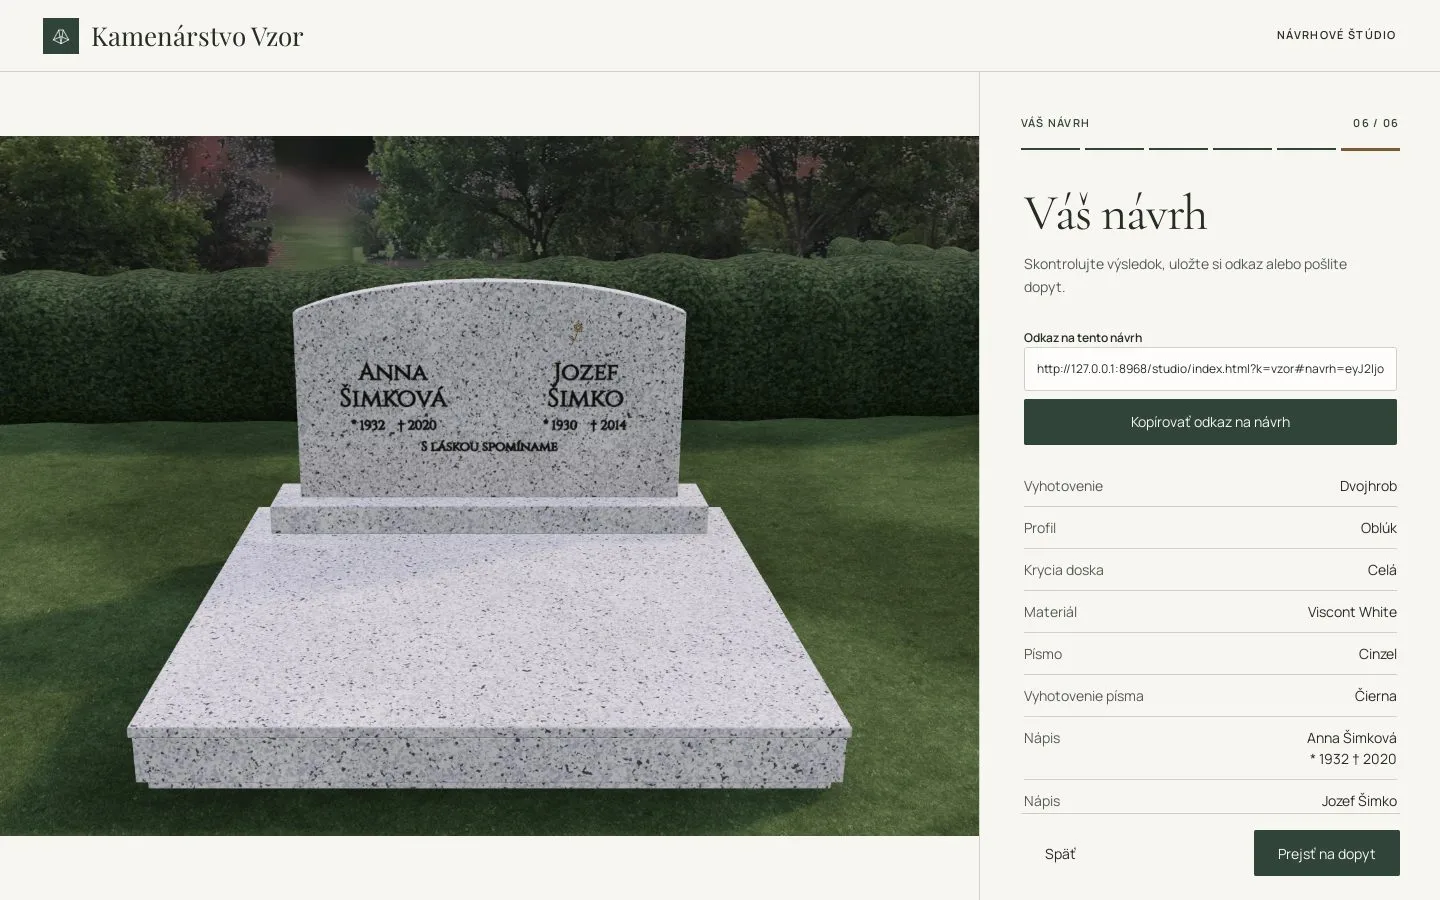 Kamenárstvo Vzor
NÁVRHOVÉ ŠTÚDIO
ANNA
ŠIMKOVÁ
* 1932 † 2020
JOZEF
ŠIMKO
* 1930 † 2014
S LÁSKOU SPOMÍNAME
VÁŠ NÁVRH
06 / 06
Váš návrh
Skontrolujte výsledok, uložte si odkaz alebo pošlite
dopyt.
Odkaz na tento návrh
http://127.0.0.1:8968/studio/index.html?k=vzor#navrh=eyJ2Ijo
Kopírovať odkaz na návrh
Vyhotovenie Dvojhrob
Profil Oblúk
Krycia doska Celá
Materiál Viscont White
Písmo Cinzel
Vyhotovenie písma Čierna
Nápis Anna Šimková
* 1932 † 2020
Nápis Jozef Šimko
Späť
Prejsť na dopyt